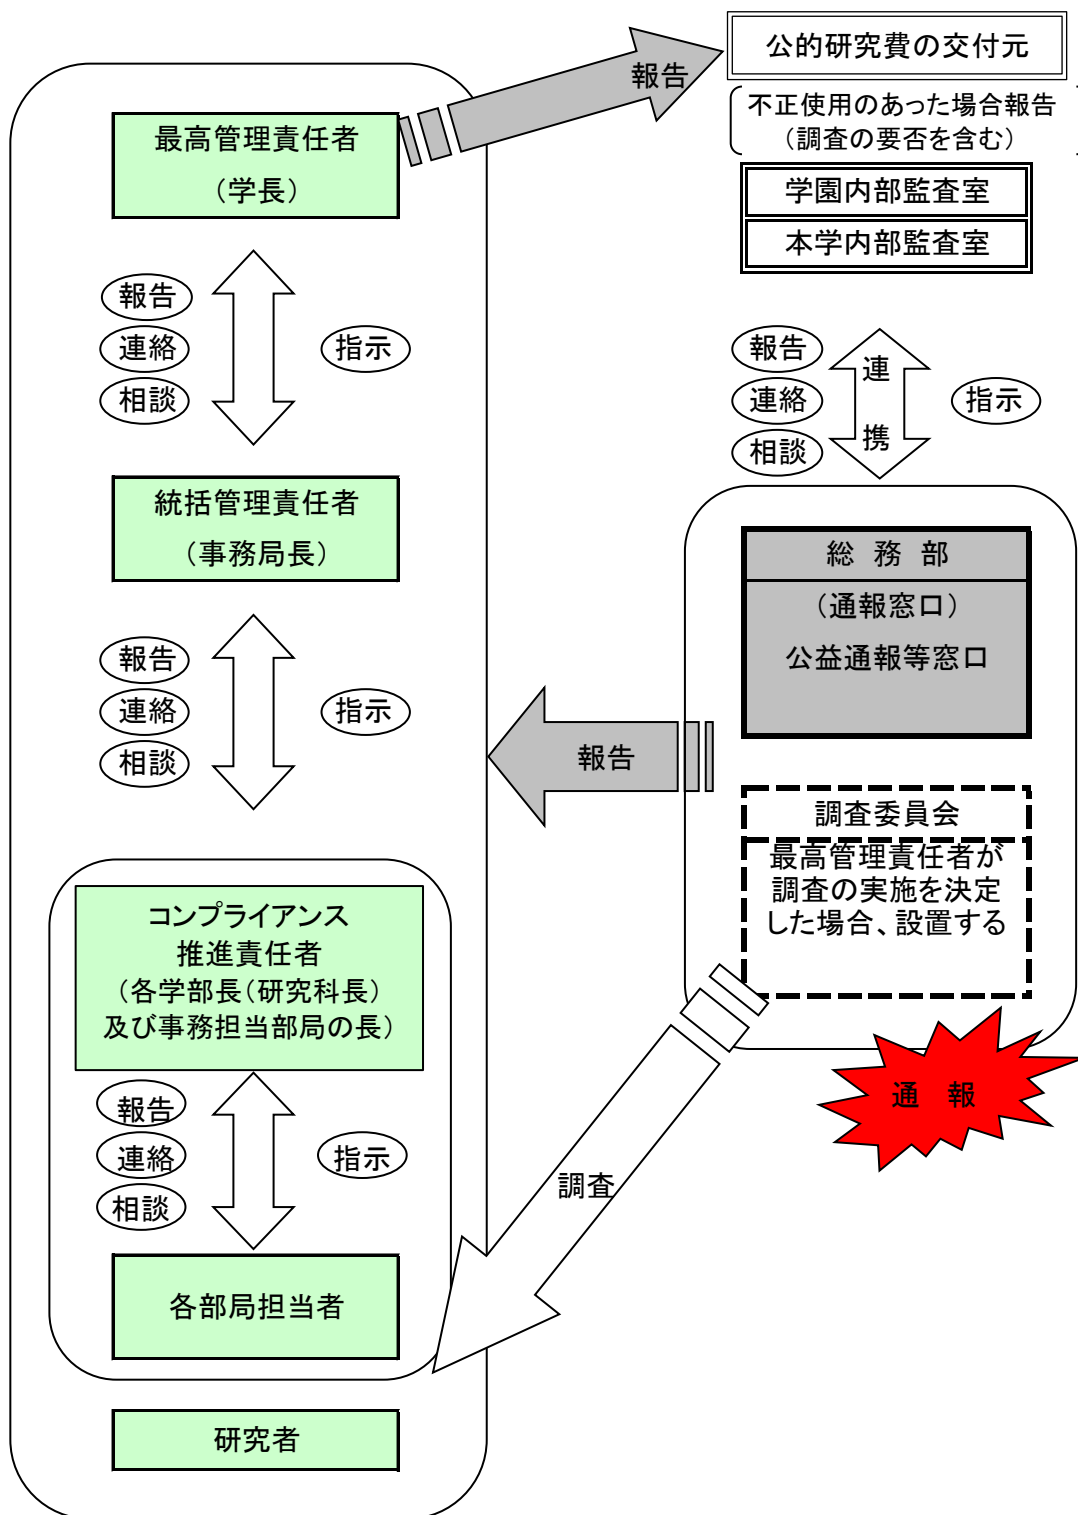 公的研究費の交付元
報告
不正使用のあった場合報告
（調査の要否を含む）
最高管理責任者
（学長）
学園内部監査室
本学内部監査室
報告
連絡
相談
指示
報告
連絡
相談
連
携
指示
統括管理責任者
（事務局長）
総 務 部
（通報窓口）
公益通報等窓口
報告
連絡
相談
指示
報告
調査委員会
最高管理責任者が
調査の実施を決定
した場合、設置する
コンプライアンス
推進責任者
（各学部長（研究科長）
及び事務担当部局の長）
通 報
報告
連絡
相談
指示
調査
各部局担当者
研究者